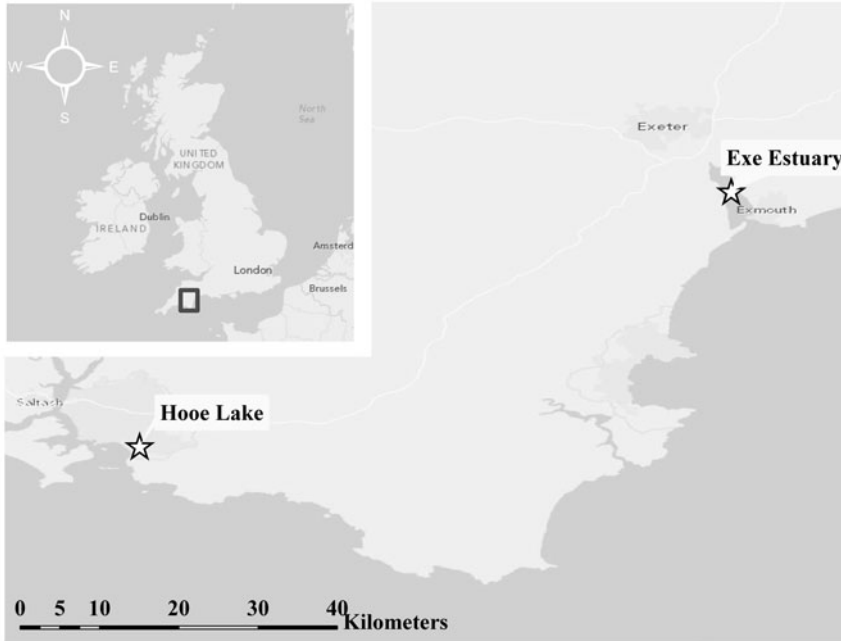 N
W E
S
North
Sea
UNITED
KINGDOM
Dublin
IRELAND
Amsterd
London
Brussels
Exeter
Exe Estuary
Exmouth
Saltash
Hooe Lake
0 5 10 20 30 40
Kilometers